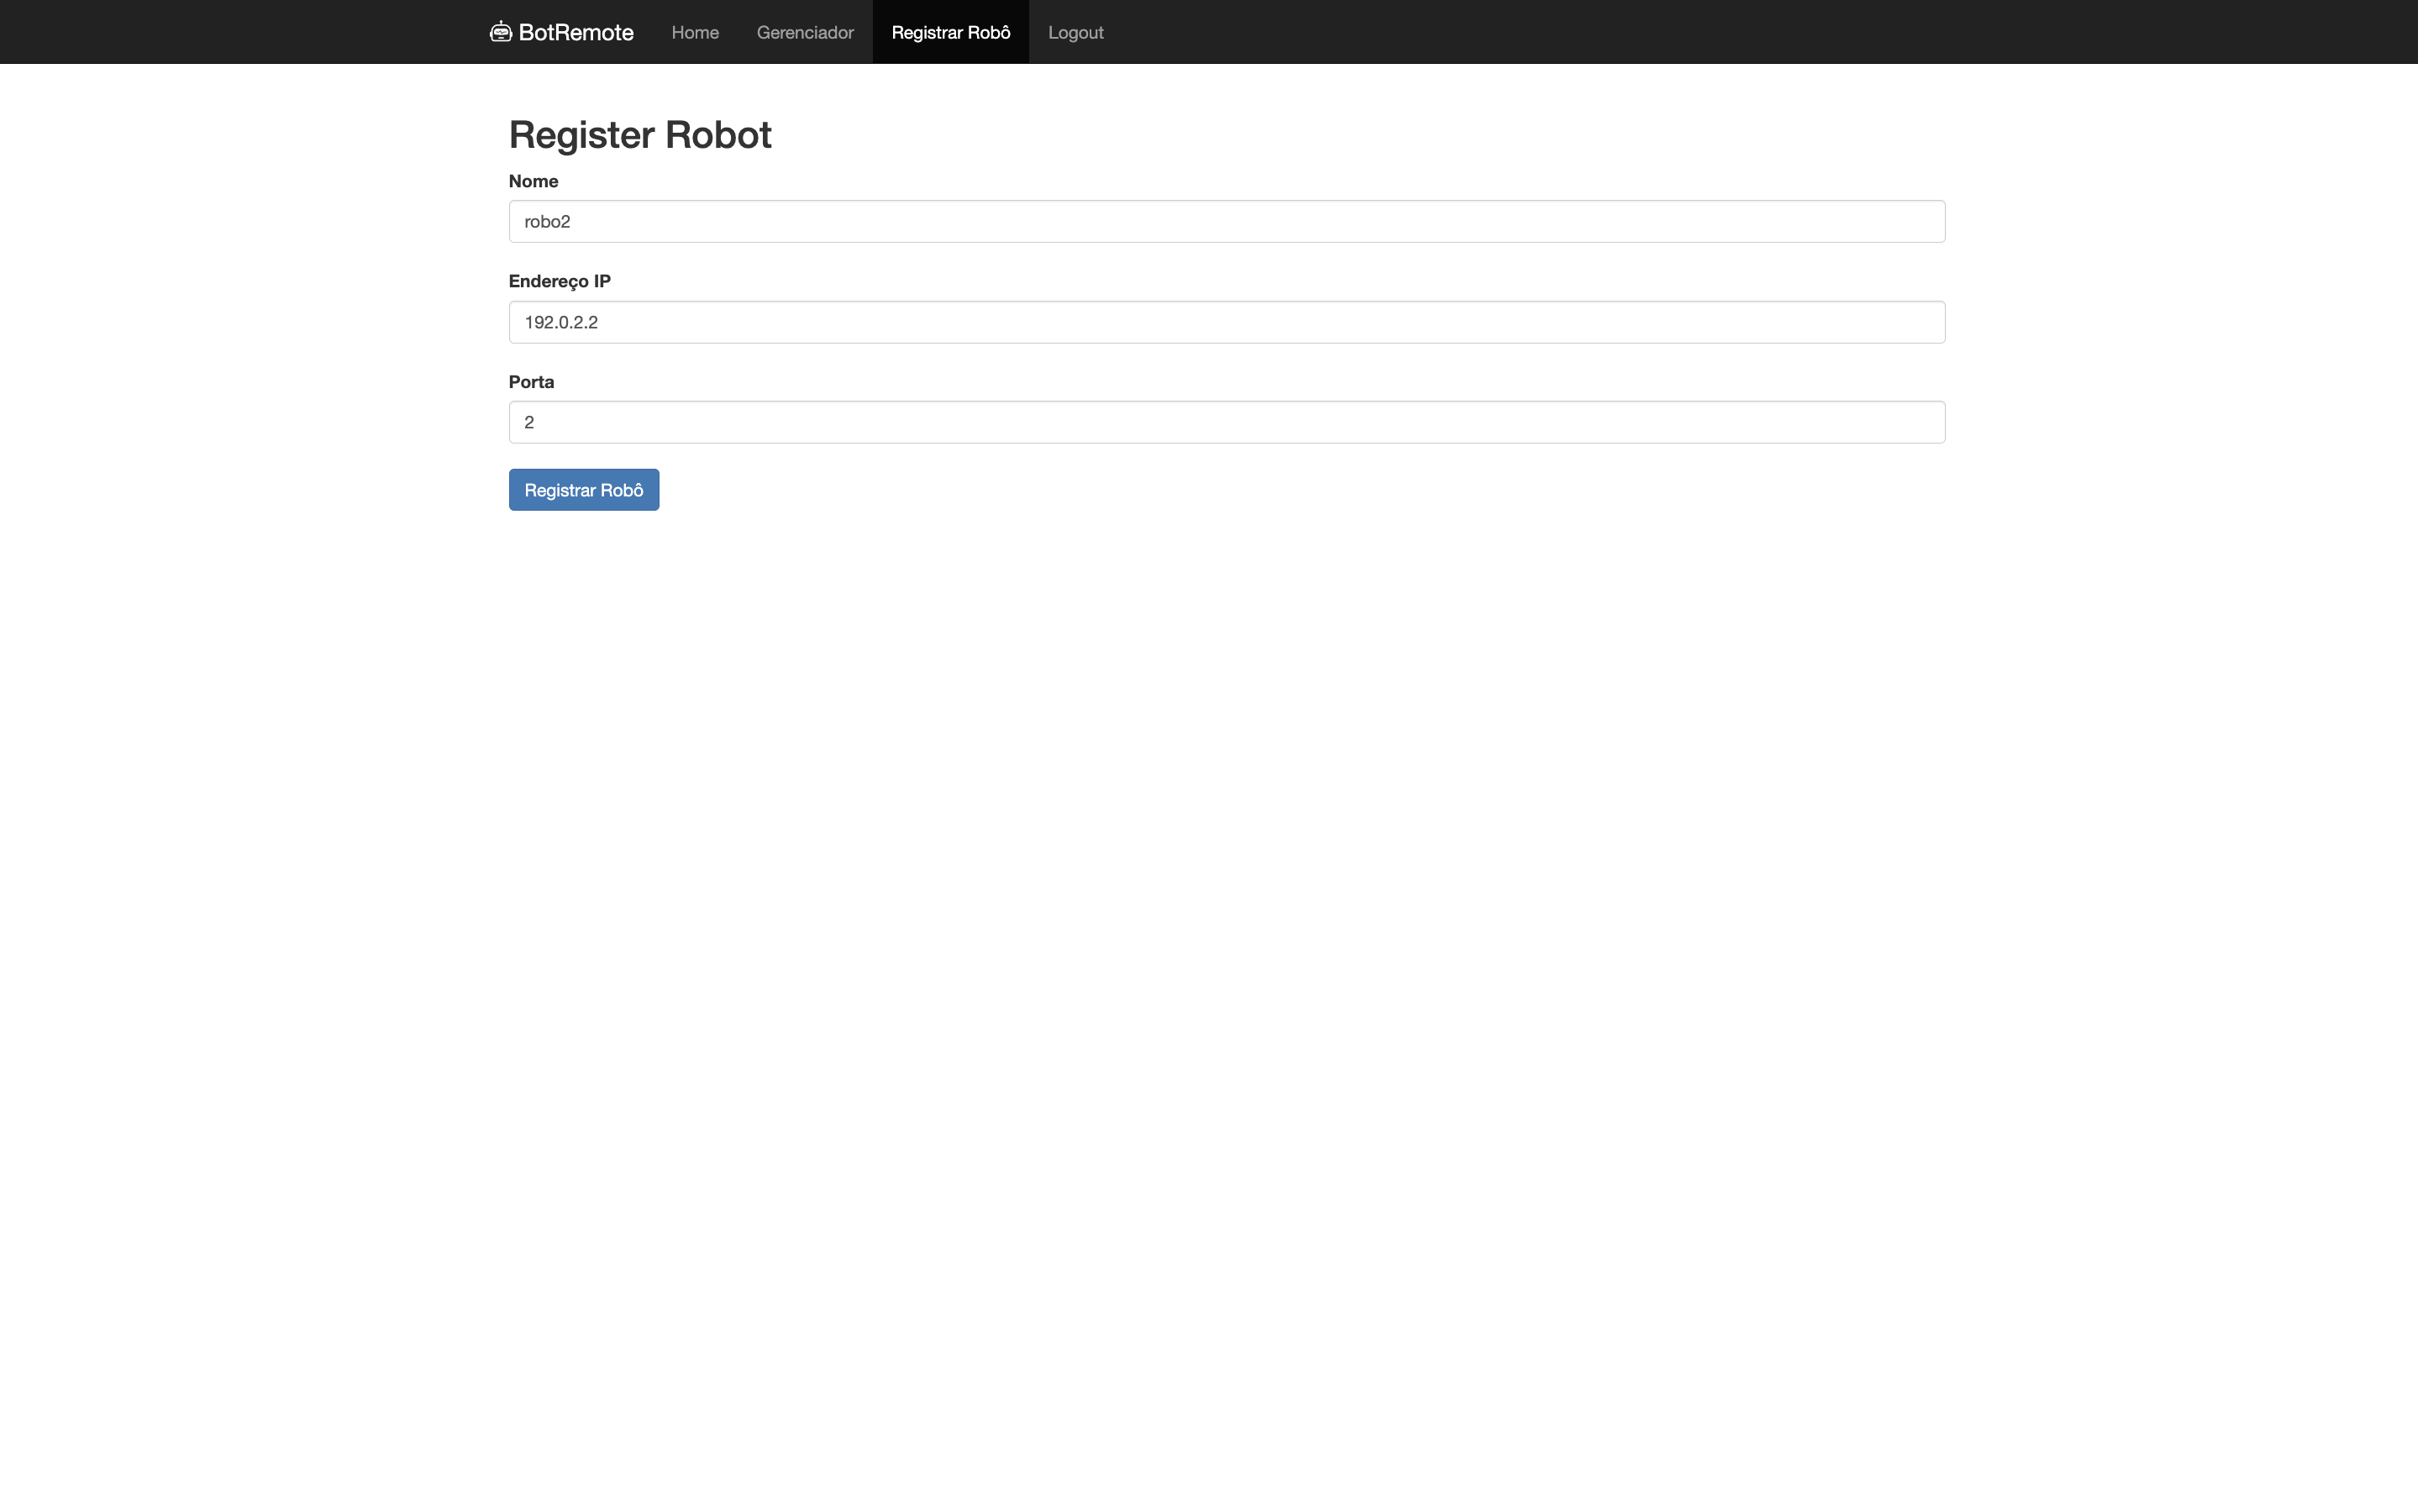 BotRemote Home Gerenciador Registrar Robô Logout
Register Robot
Nome
robo2
Endereço IP
192.0.2.2
Porta
2
Registrar Robô